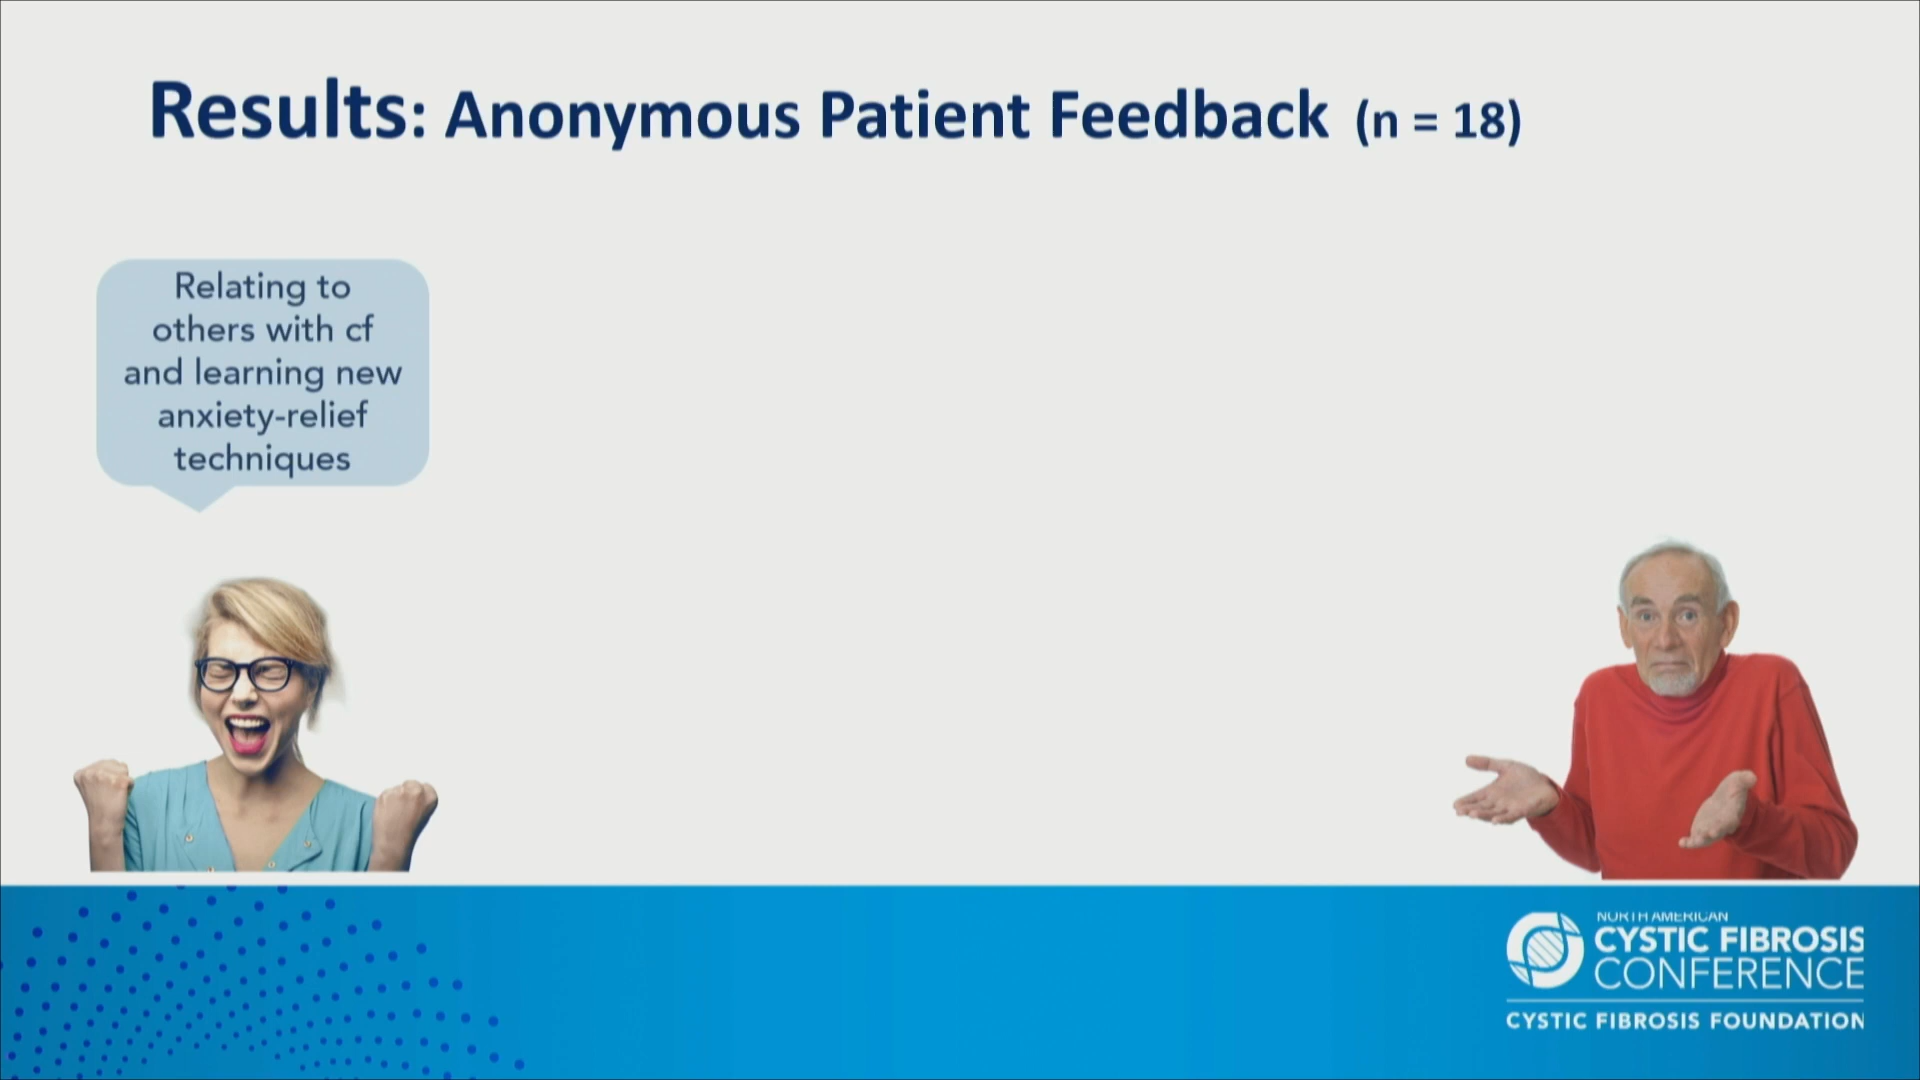 Results: Anonymous Patient Feedback (n = 18)
Relating to
others with cf
and learning new
anxiety-relief
techniques
NORTH AMERICAN
CYSTIC FIBROSIS
CONFERENCE
CYSTIC FIBROSIS FOUNDATION